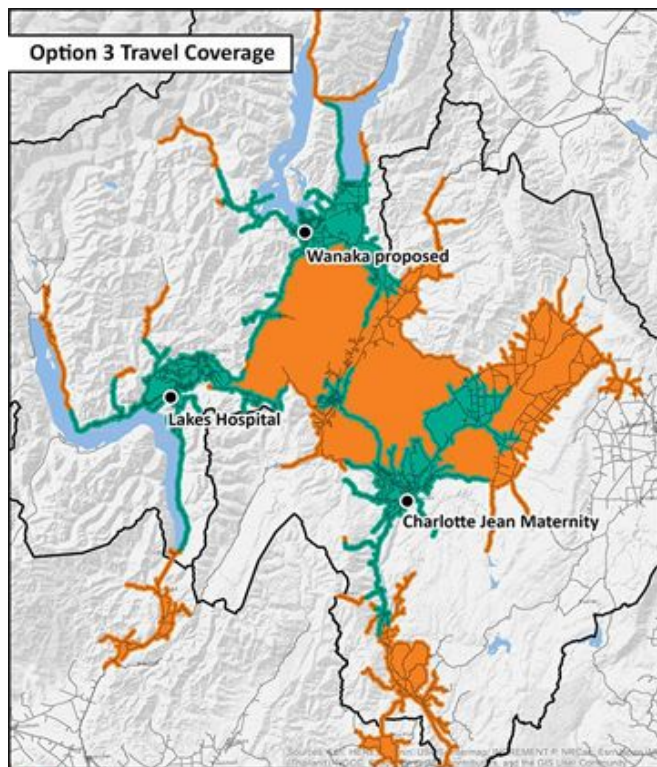 Option 3 Travel Coverage
Wanaka proposed
Lakes Hospital
Charlotte Jean Maternity